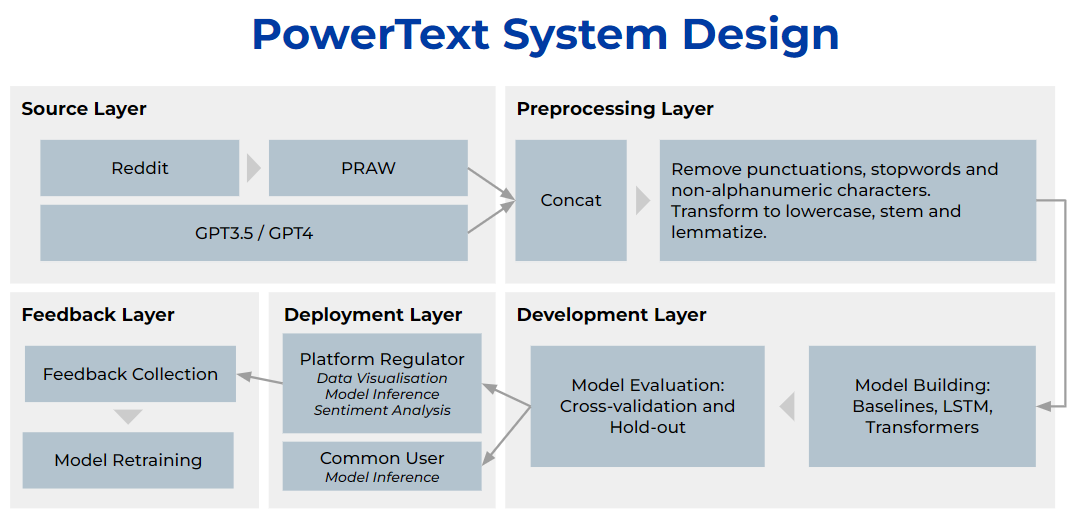 PowerText System Design
Source Layer
Reddit
PRAW
GPT3.5 / GPT4
Preprocessing Layer
Concat
Remove punctuations, stopwords and
non-alphanumeric characters.
Transform to lowercase, stem and
lemmatize.
Feedback Layer
Feedback Collection
Model Retraining
Deployment Layer
Platform Regulator
Data Visualisation
Model Inference
Sentiment Analysis
Common User
Model Inference
Development Layer
Model Evaluation:
Cross-validation and
Hold-out
Model Building:
Baselines, LSTM,
Transformers